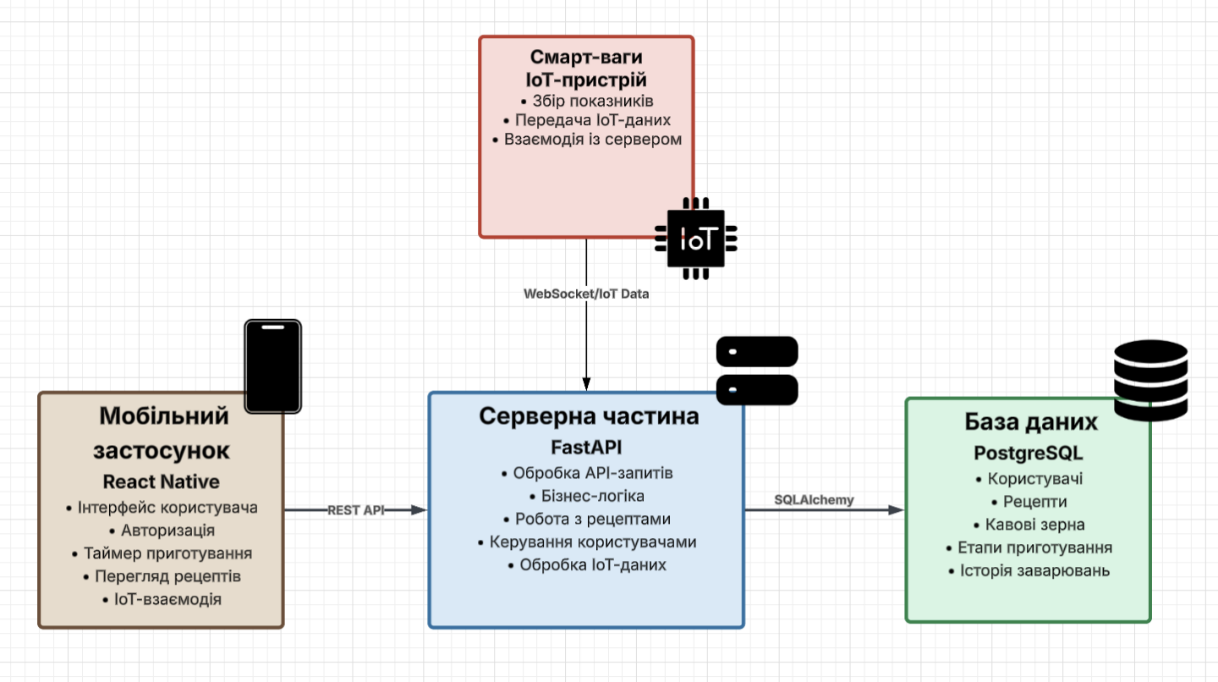 Смарт-ваги
IoT-пристрій
• Збір показників
• Передача IoT-даних
• Взаємодія із сервером
IoT
WebSocket/IoT Data
Мобільний
застосунок
React Native
• Інтерфейс користувача
• Авторизація
• Таймер приготування
• Перегляд рецептів
• IoT-взаємодія
REST API
Серверна частина
FastAPI
• Обробка API-запитів
• Бізнес-логіка
• Робота з рецептами
• Керування користувачами
• Обробка IoT-даних
SQLAlchemy
База даних
PostgreSQL
• Користувачі
• Рецепти
• Кавові зерна
• Етапи приготування
• Історія заварювань